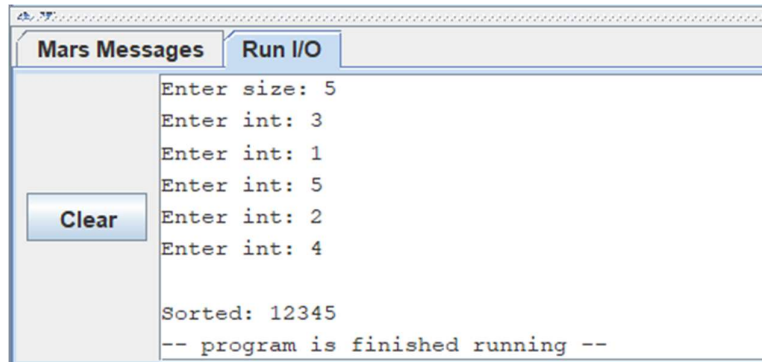 Mars Messages Run I/O
Enter size: 5
Enter int: 3
Enter int: 1
Enter int: 5
Enter int: 2
Clear
Enter int: 4
Sorted: 12345
-- program is finished running --